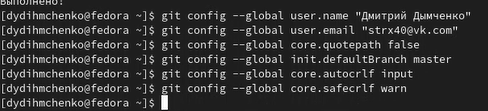 выполнено!
[dydihmchenko@fedora ~]$ git config --global user.name "Дмитрий Дымченко"
[dydihmchenko@fedora ~]$ git config --global user.email "strx40@vk.com"
[dydihmchenko@fedora ~]$ git config --global core.quotepath false
[dydihmchenko@fedora ~]$ git config --global init.defaultBranch master
[dydihmchenko@fedora ~]$ git config --global core.autocrlf input
[dydihmchenko@fedora ~]$ git config --global core.safecrlf warn
[dydihmchenko@fedora ~]$